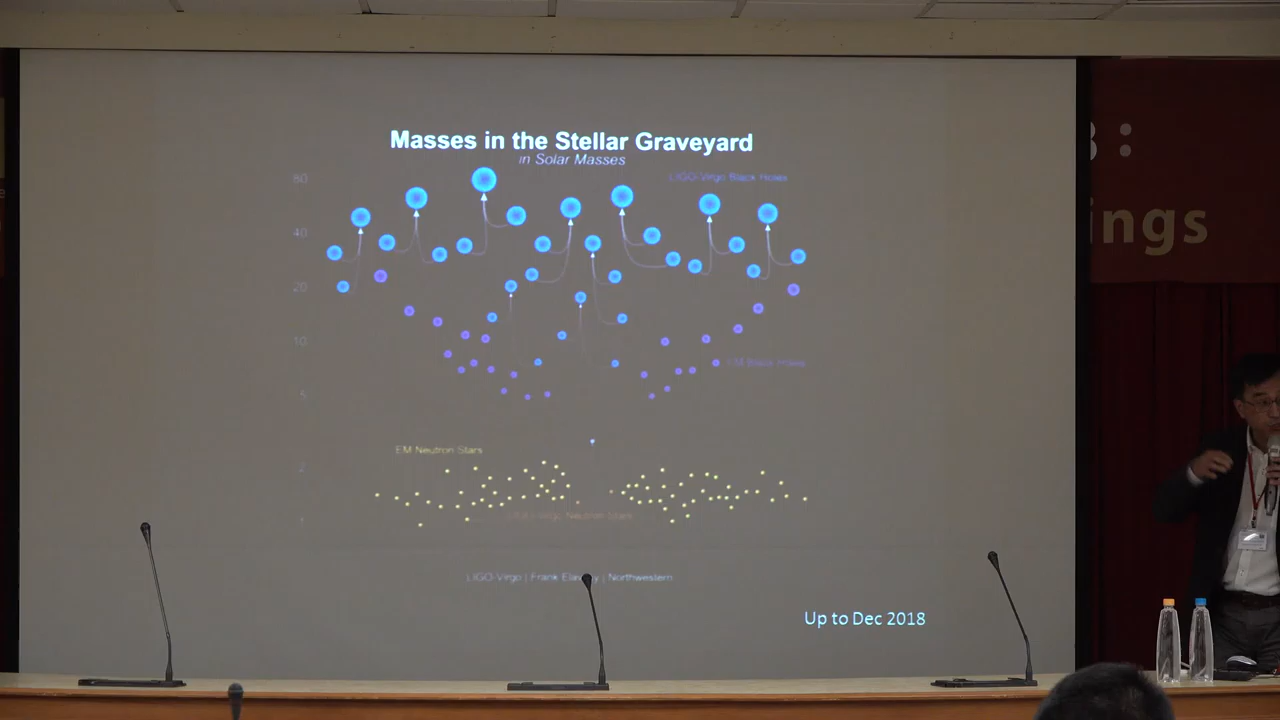 Masses in the Stellar Graveyard
in Solar Masses
80
LIGO-Virgo Black Holes
40
20
10
EM Black Holes
5
EM Neutron Stars
2
LIGO-Virgo Neutron Stars
1
LIGO-Virgo | Frank Elavsky | Northwestern
Up to Dec 2018
:
ings